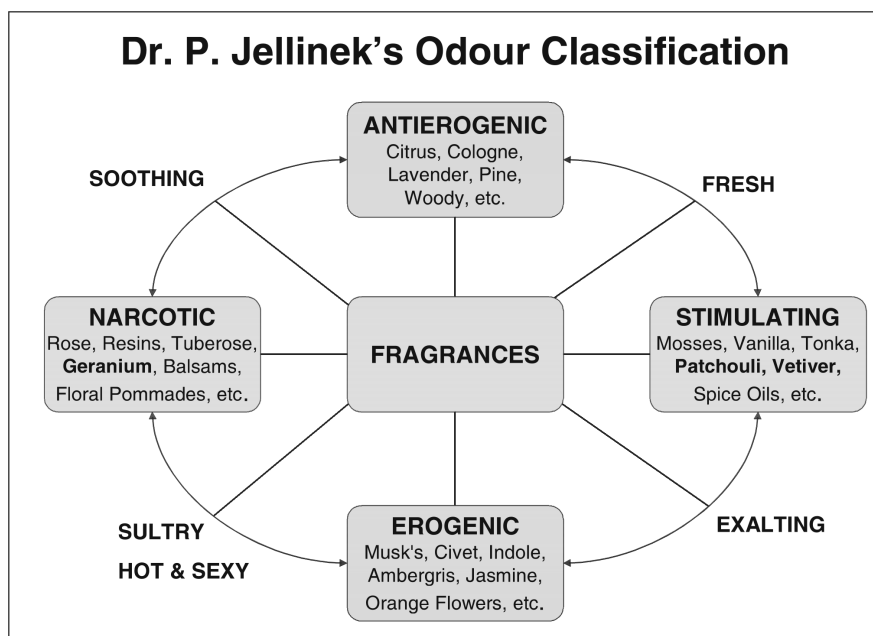 Dr. P. Jellinek's Odour Classification
ANTIEROGENIC
Citrus, Cologne,
Lavender, Pine,
Woody, etc.
SOOTHING
FRESH
NARCOTIC
Rose, Resins, Tuberose,
Geranium, Balsams,
Floral Pommades, etc.
FRAGRANCES
STIMULATING
Mosses, Vanilla, Tonka,
Patchouli, Vetiver,
Spice Oils, etc.
SULTRY
HOT & SEXY
EROGENIC
Musk's, Civet, Indole,
Ambergris, Jasmine,
Orange Flowers, etc.
EXALTING